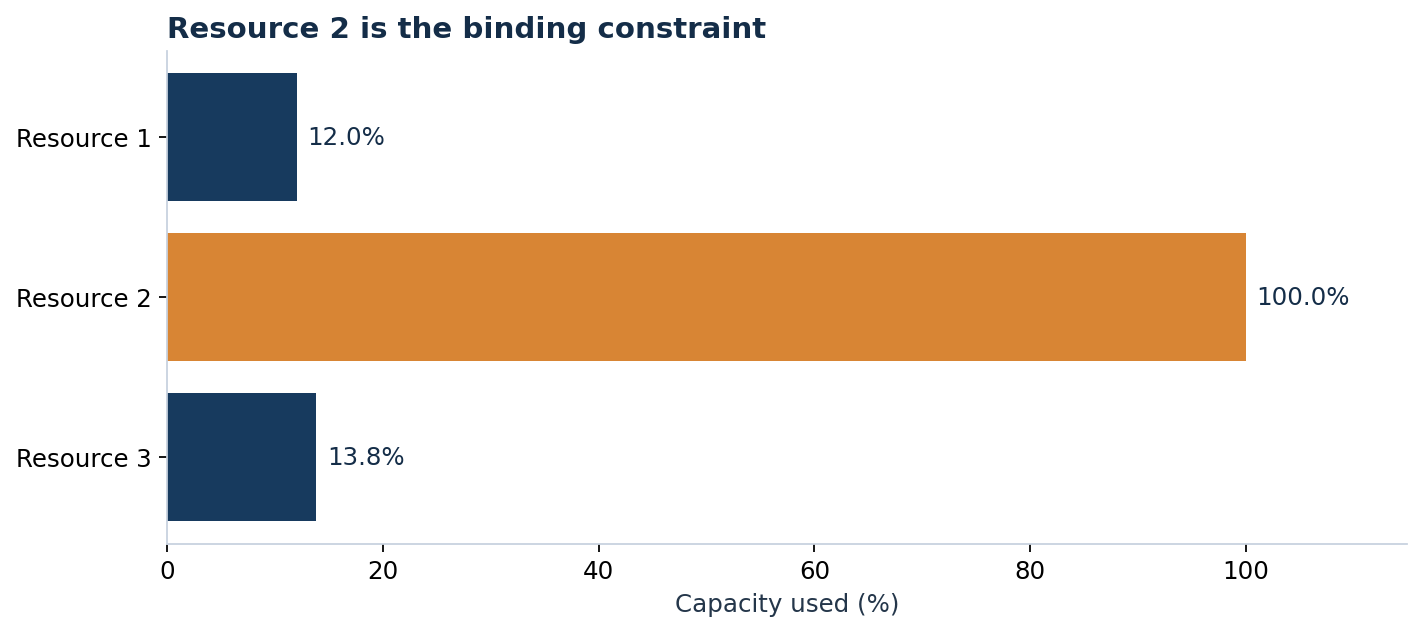 Resource 2 is the binding constraint
Resource 1
12.0%
Resource 2
100.0%
Resource 3
13.8%
0 20 40 60 80 100
Capacity used (%)